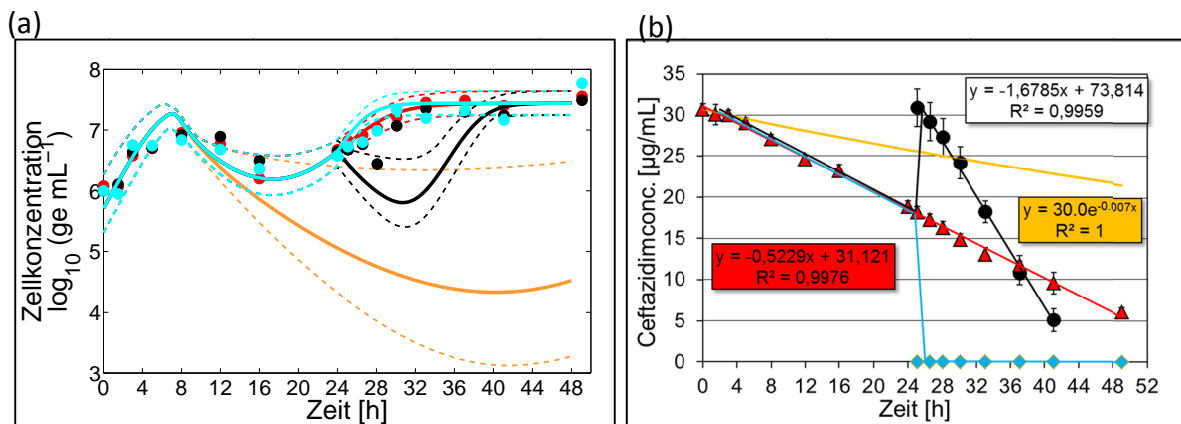 (a)
Zellkonzentration
log10 (ge mL−1)
8
7
6
5
4
3
0 4 8 12 16 20 24 28 32 36 40 44 48
Zeit [h]
(b)
Ceftazidimconc. [µg/mL]
35
30
25
20
15
10
5
0
y = -1,6785x + 73,814
R² = 0,9959
y = 30.0e-0.007x
R² = 1
y = -0,5229x + 31,121
R² = 0,9976
0 4 8 12 16 20 24 28 32 36 40 44 48 52
Zeit [h]